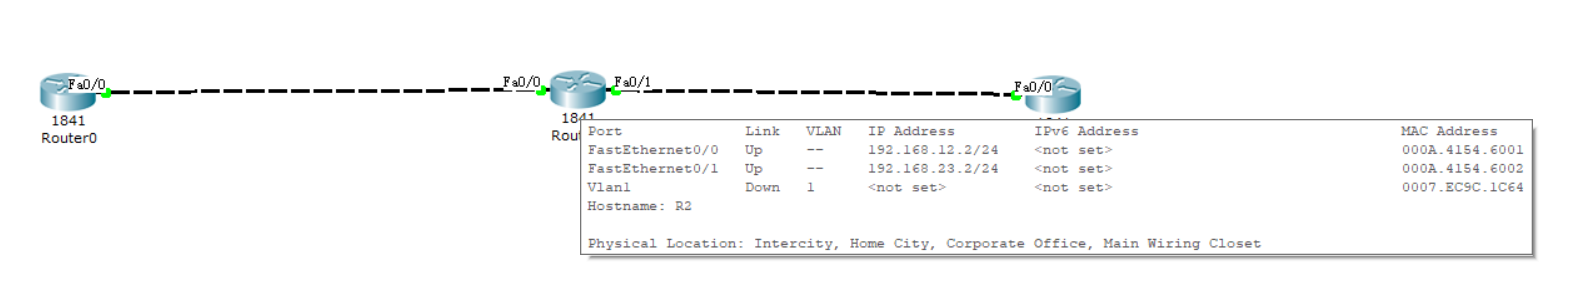 Fa0/0 Fa0/0 Fa0/1 Fa0/0
1841 1841
Router0
Port Link VLAN IP Address IPv6 Address MAC Address
FastEthernet0/0 Up -- 192.168.12.2/24 <not set> 000A.4154.6001
FastEthernet0/1 Up -- 192.168.23.2/24 <not set> 000A.4154.6002
Vlan1 Down 1 <not set> <not set> 0007.EC9C.1C64
Hostname: R2
Physical Location: Intercity, Home City, Corporate Office, Main Wiring Closet